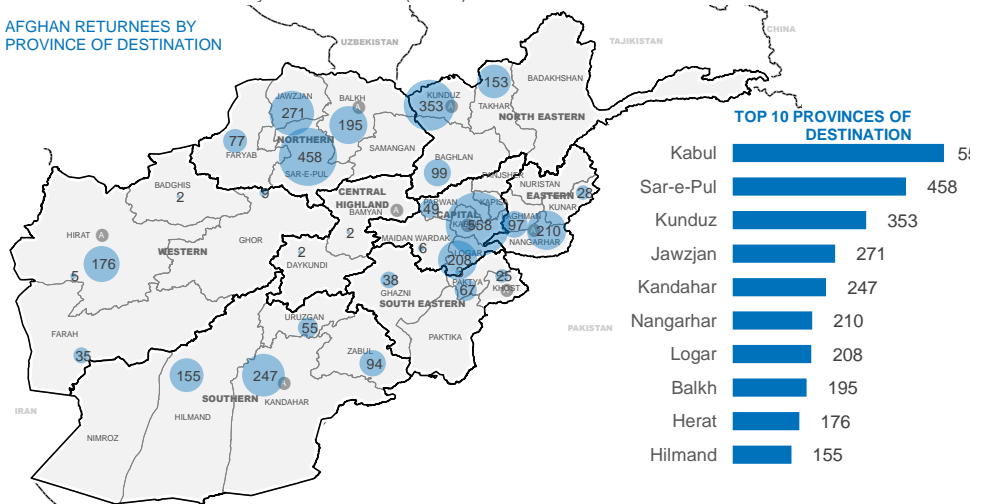 AFGHAN RETURNEES BY
PROVINCE OF DESTINATION
UZBEKISTAN
TAJIKISTAN
CHINA
JAWZJAN
271
BALKH
A
195
KUNDUZ
353
A
153
TAKHAR
BADAKHSHAN
NORTH EASTERN
77
FARYAB
NORTHERN
458
SAR-E-PUL
SAMANGAN
BAGHLAN
99
BADGHIS
2
9
CENTRAL
HIGHLAND
BAMYAN
A
2
NURISTAN
EASTERN
28
KUNAR
49
CAPITAL
558
97
210
NANGARHAR
HIRAT
A
176
5
WESTERN
GHOR
2
DAYKUNDI
MAIDAN WARDAK
6
LOGAR
208
3
PAKTYA
67
25
KHOST
A
38
GHAZNI
SOUTH EASTERN
PAKTIKA
PAKISTAN
FARAH
35
URUZGAN
55
ZABUL
94
155
247
A
SOUTHERN
KANDAHAR
HILMAND
NIMROZ
IRAN
TOP 10 PROVINCES OF
DESTINATION
Kabul
Sar-e-Pul 458
Kunduz 353
Jawzjan 271
Kandahar 247
Nangarhar 210
Logar 208
Balkh 195
Herat 176
Hilmand 155